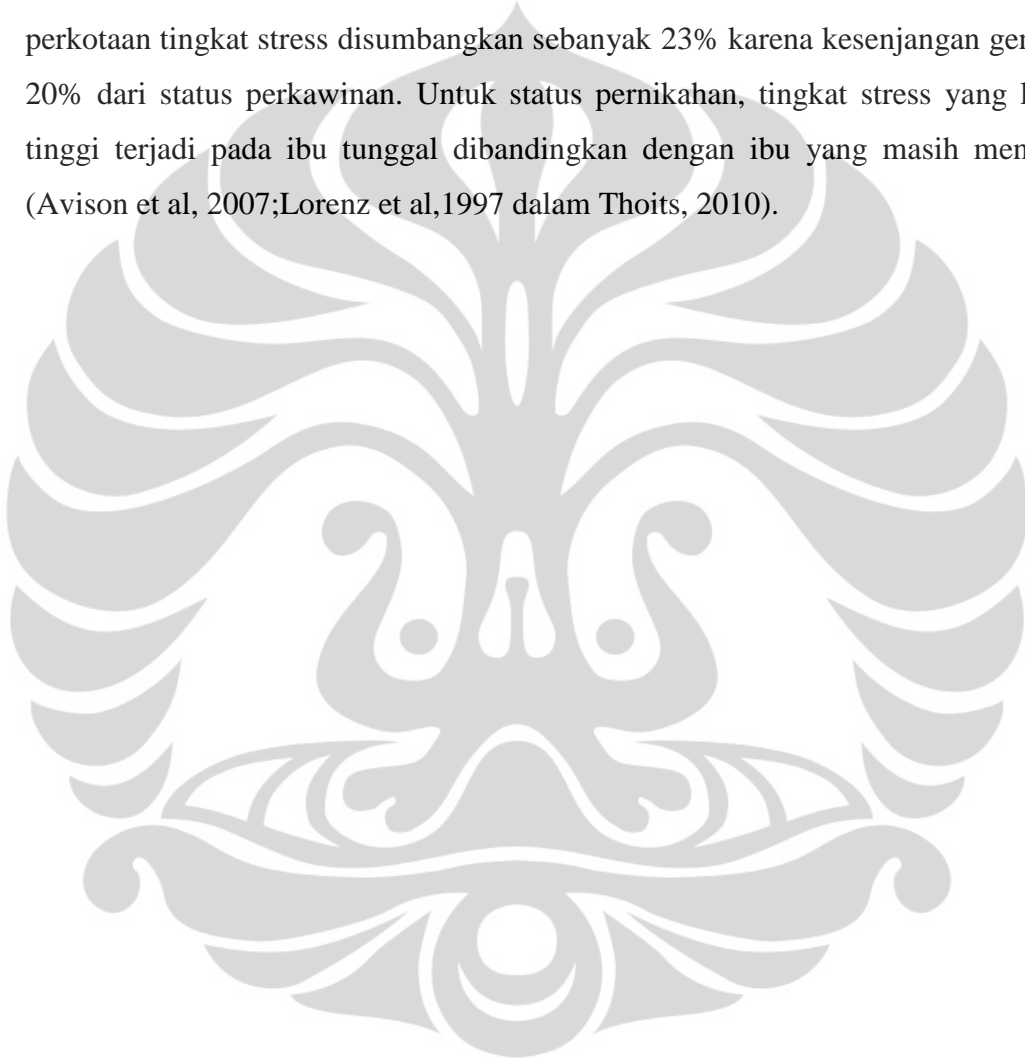 perkotaan tingkat stress disumbangkan sebanyak 23% karena kesenjangan
20% dari status perkawinan. Untuk status pernikahan, tingkat stress yang
tinggi terjadi pada ibu tunggal dibandingkan dengan ibu yang masih
(Avison et al, 2007;Lorenz et al,1997 dalam Thoits, 2010).